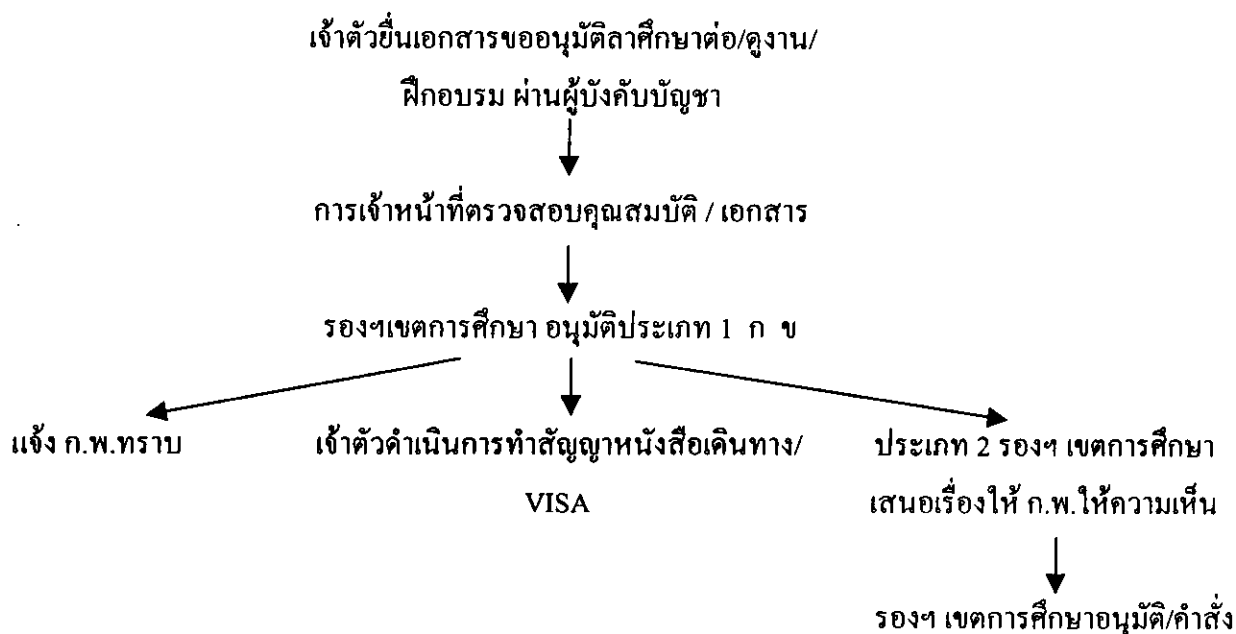 เจ้าตัวยื่นเอกสารขออนุมัติลาศึกษาต่อ/ดูงาน/
ฝึกอบรม ผ่านผู้บังคับบัญชา
การเจ้าหน้าที่ตรวจสอบคุณสมบัติ / เอกสาร
รองฯเขตการศึกษา อนุมัติประเภท 1 ก ข
แจ้ง ก.พ.ทราบ
เจ้าตัวดำเนินการทำสัญญาหนังสือเดินทาง/
VISA
ประเภท 2 รองฯ เขตการศึกษา
เสนอเรื่องให้ ก.พ.ให้ความเห็น
รองฯ เขตการศึกษาอนุมัติ/คำสั่ง